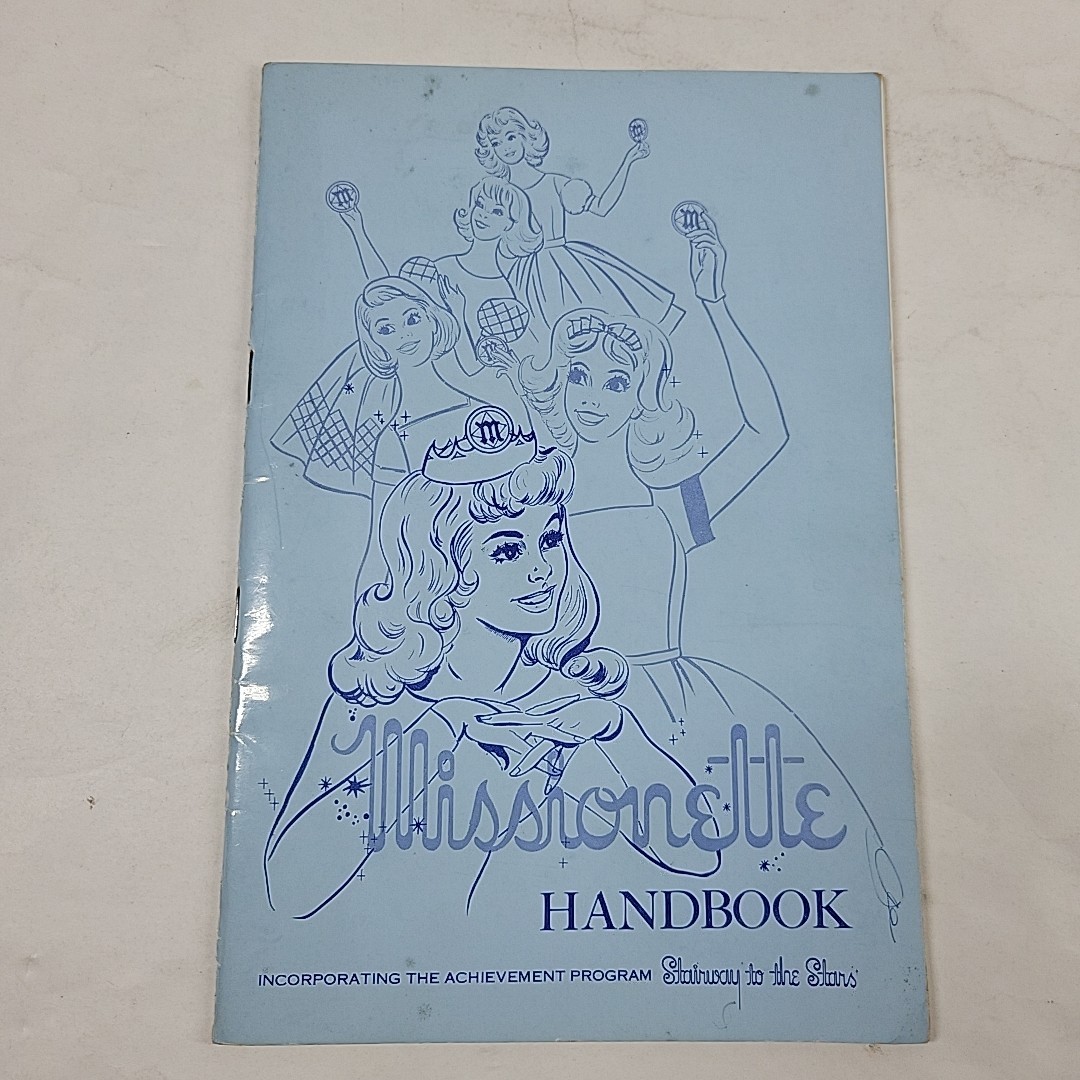 m
m
m
m
m
Missionette
HANDBOOK
INCORPORATING THE ACHIEVEMENT PROGRAM Stairway to the Stars